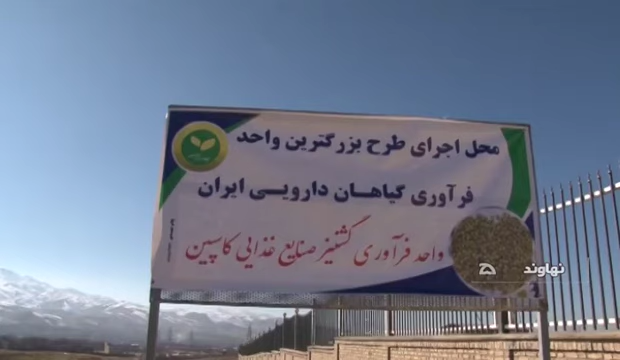 محل اجرای طرح بزرگترین واحد
فرآوری گیاهان دارویی ایران
واحد فرآوری گشنیز صنایع غذایی کاسپین
نهاوند